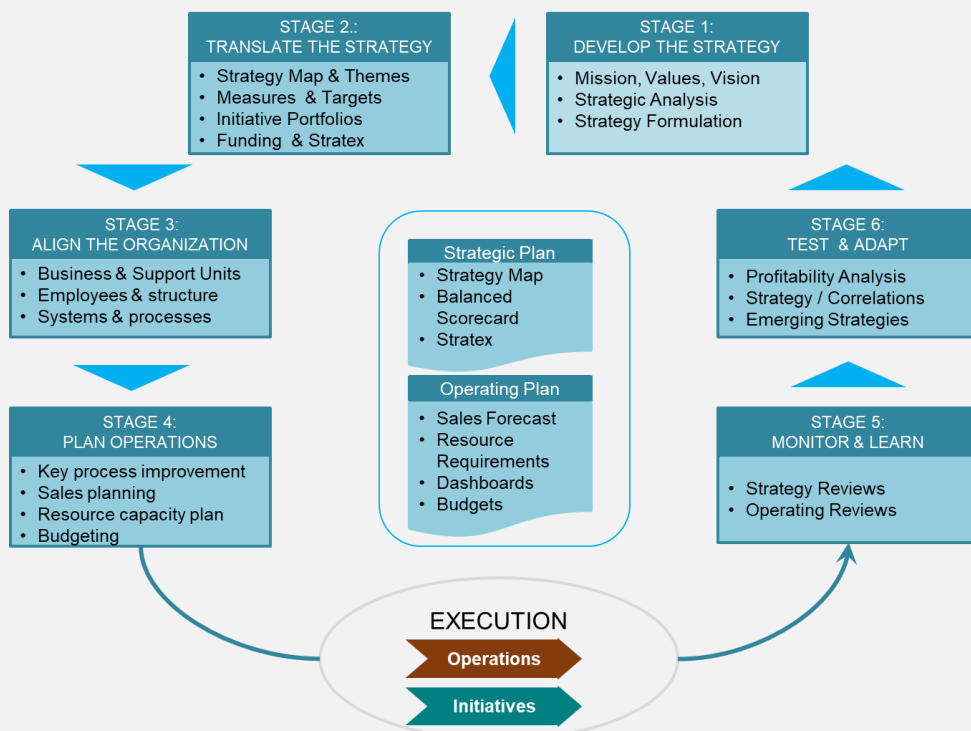 STAGE 1:
DEVELOP THE STRATEGY
• Mission, Values, Vision
• Strategic Analysis
• Strategy Formulation
STAGE 2.:
TRANSLATE THE STRATEGY
• Strategy Map & Themes
• Measures & Targets
• Initiative Portfolios
• Funding & Stratex
STAGE 3:
ALIGN THE ORGANIZATION
• Business & Support Units
• Employees & structure
• Systems & processes
STAGE 4:
PLAN OPERATIONS
• Key process improvement
• Sales planning
• Resource capacity plan
• Budgeting
Strategic Plan
• Strategy Map
• Balanced
Scorecard
• Stratex
Operating Plan
• Sales Forecast
• Resource
Requirements
• Dashboards
• Budgets
EXECUTION
Operations
Initiatives
STAGE 5:
MONITOR & LEARN
• Strategy Reviews
• Operating Reviews
STAGE 6:
TEST & ADAPT
• Profitability Analysis
• Strategy / Correlations
• Emerging Strategies